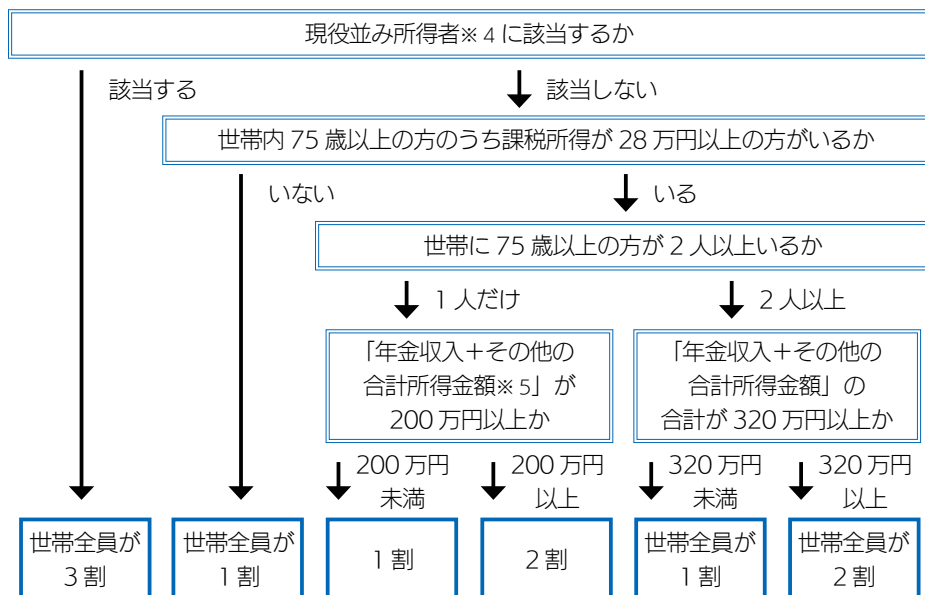 現役並み所得者※4に該当するか
該当する
該当しない
世帯内75歳以上の方のうち課税所得が28万円以上の方がいるか
いない
いる
世帯に75歳以上の方が2人以上いるか
1人だけ
2人以上
「年金収入＋その他の
合計所得金額※5」が
200万円以上か
「年金収入＋その他の
合計所得金額」の
合計が320万円以上か
200万円
未満
200万円
以上
320万円
未満
320万円
以上
世帯全員が
3割
世帯全員が
1割
1割
2割
世帯全員が
1割
世帯全員が
2割